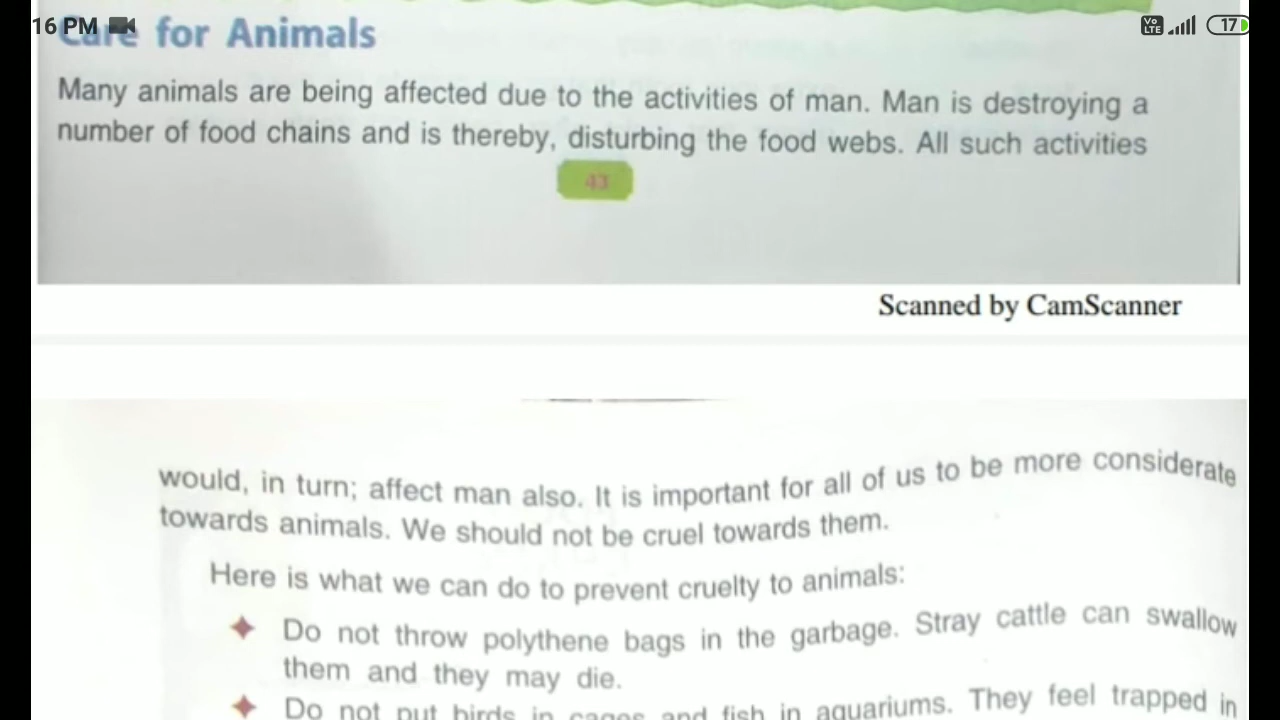 16 PM
VoLTE 17
Care for Animals
Many animals are being affected due to the activities of man. Man is destroying a
number of food chains and is thereby, disturbing the food webs. All such activities
43
Scanned by CamScanner
would, in turn; affect man also. It is important for all of us to be more considerate
towards animals. We should not be cruel towards them.
Here is what we can do to prevent cruelty to animals:
Do not throw polythene bags in the garbage. Stray cattle can swallow
them and they may die.
Do not put birds in cages and fish in aquariums. They feel trapped in